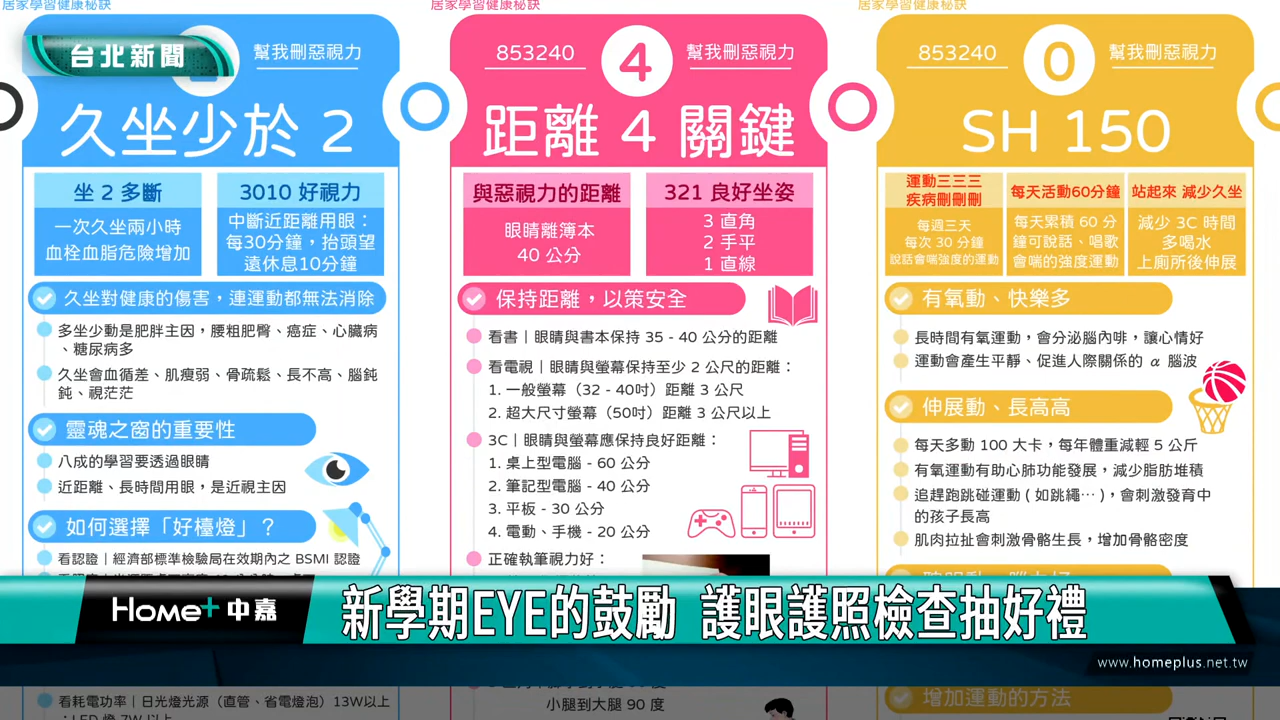 居家學習健康秘訣
居家學習健康秘訣
居家學習健康秘訣
台北新聞
幫我刪惡視力
久坐少於 2
坐 2 多斷
一次久坐兩小時
血栓血脂危險增加
3010 好視力
中斷近距離用眼：
每30分鐘，抬頭望
遠休息10分鐘
久坐對健康的傷害，連運動都無法消除
多坐少動是肥胖主因，腰粗肥臀、癌症、心臟病
、糖尿病多
久坐會血循差、肌瘦弱、骨疏鬆、長不高、腦鈍
鈍、視茫茫
靈魂之窗的重要性
八成的學習要透過眼睛
近距離、長時間用眼，是近視主因
如何選擇「好檯燈」？
看認證｜經濟部標準檢驗局在效期內之 BSMI 認證
看耗電功率｜日光燈光源（直管、省電燈泡）13W以上
；LED 燈 7W 以上
853240
4
幫我刪惡視力
距離 4 關鍵
與惡視力的距離
眼睛離簿本
40 公分
321 良好坐姿
3 直角
2 手平
1 直線
保持距離，以策安全
看書｜眼睛與書本保持 35 - 40 公分的距離
看電視｜眼睛與螢幕保持至少 2 公尺的距離：
1. 一般螢幕（32 - 40吋）距離 3 公尺
2. 超大尺寸螢幕（50吋）距離 3 公尺以上
3C｜眼睛與螢幕應保持良好距離：
1. 桌上型電腦 - 60 公分
2. 筆記型電腦 - 40 公分
3. 平板 - 30 公分
4. 電動、手機 - 20 公分
正確執筆視力好：
小腿到大腿 90 度
853240
0
幫我刪惡視力
SH 150
運動三三三
疾病刪刪刪
每週三天
每次 30 分鐘
說話會喘強度的運動
每天活動60分鐘
每天累積 60 分
鐘可說話、唱歌
會喘的強度運動
站起來 減少久坐
減少 3C 時間
多喝水
上廁所後伸展
有氧動、快樂多
長時間有氧運動，會分泌腦內啡，讓心情好
運動會產生平靜、促進人際關係的 α 腦波
伸展動、長高高
每天多動 100 大卡，每年體重減輕 5 公斤
有氧運動有助心肺功能發展，減少脂肪堆積
追趕跑跳碰運動 ( 如跳繩⋯ )，會刺激發育中
的孩子長高
肌肉拉扯會刺激骨骼生長，增加骨骼密度
增加運動的方法
Home+ 中嘉
新學期EYE的鼓勵 護眼護照檢查抽好禮
www.homeplus.net.tw